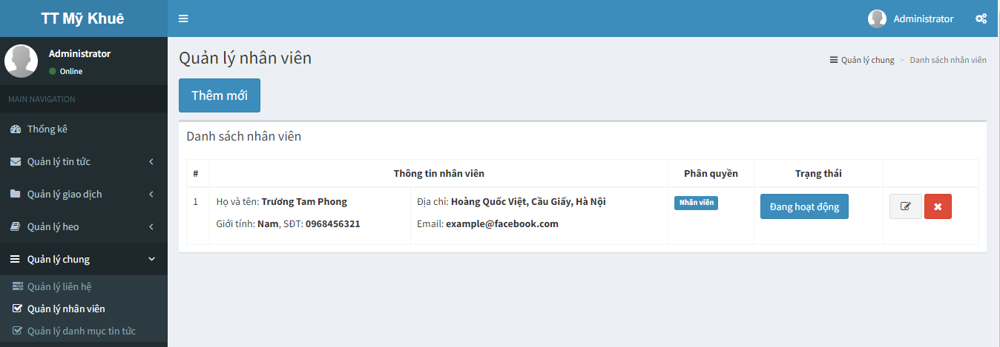 TT Mỹ Khuê
Administrator
Administrator
Online
MAIN NAVIGATION
Thống kê
Quản lý tin tức
Quản lý giao dịch
Quản lý heo
Quản lý chung
Quản lý liên hệ
Quản lý nhân viên
Quản lý danh mục tin tức
Quản lý nhân viên
Quản lý chung > Danh sách nhân viên
Thêm mới
Danh sách nhân viên
# Thông tin nhân viên Phân quyền Trạng thái
1 Họ và tên: Trương Tam Phong Địa chỉ: Hoàng Quốc Việt, Cầu Giấy, Hà Nội Nhân viên Đang hoạt động
Giới tính: Nam, SĐT: 0968456321 Email: example@facebook.com